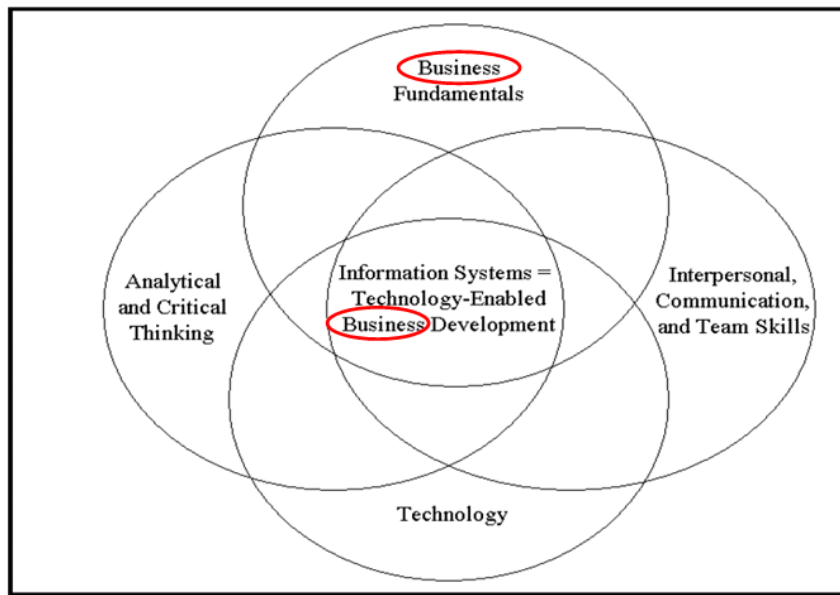 Business
Fundamentals
Analytical
and Critical
Thinking
Information Systems =
Technology-Enabled
Business Development
Interpersonal,
Communication,
and Team Skills
Technology